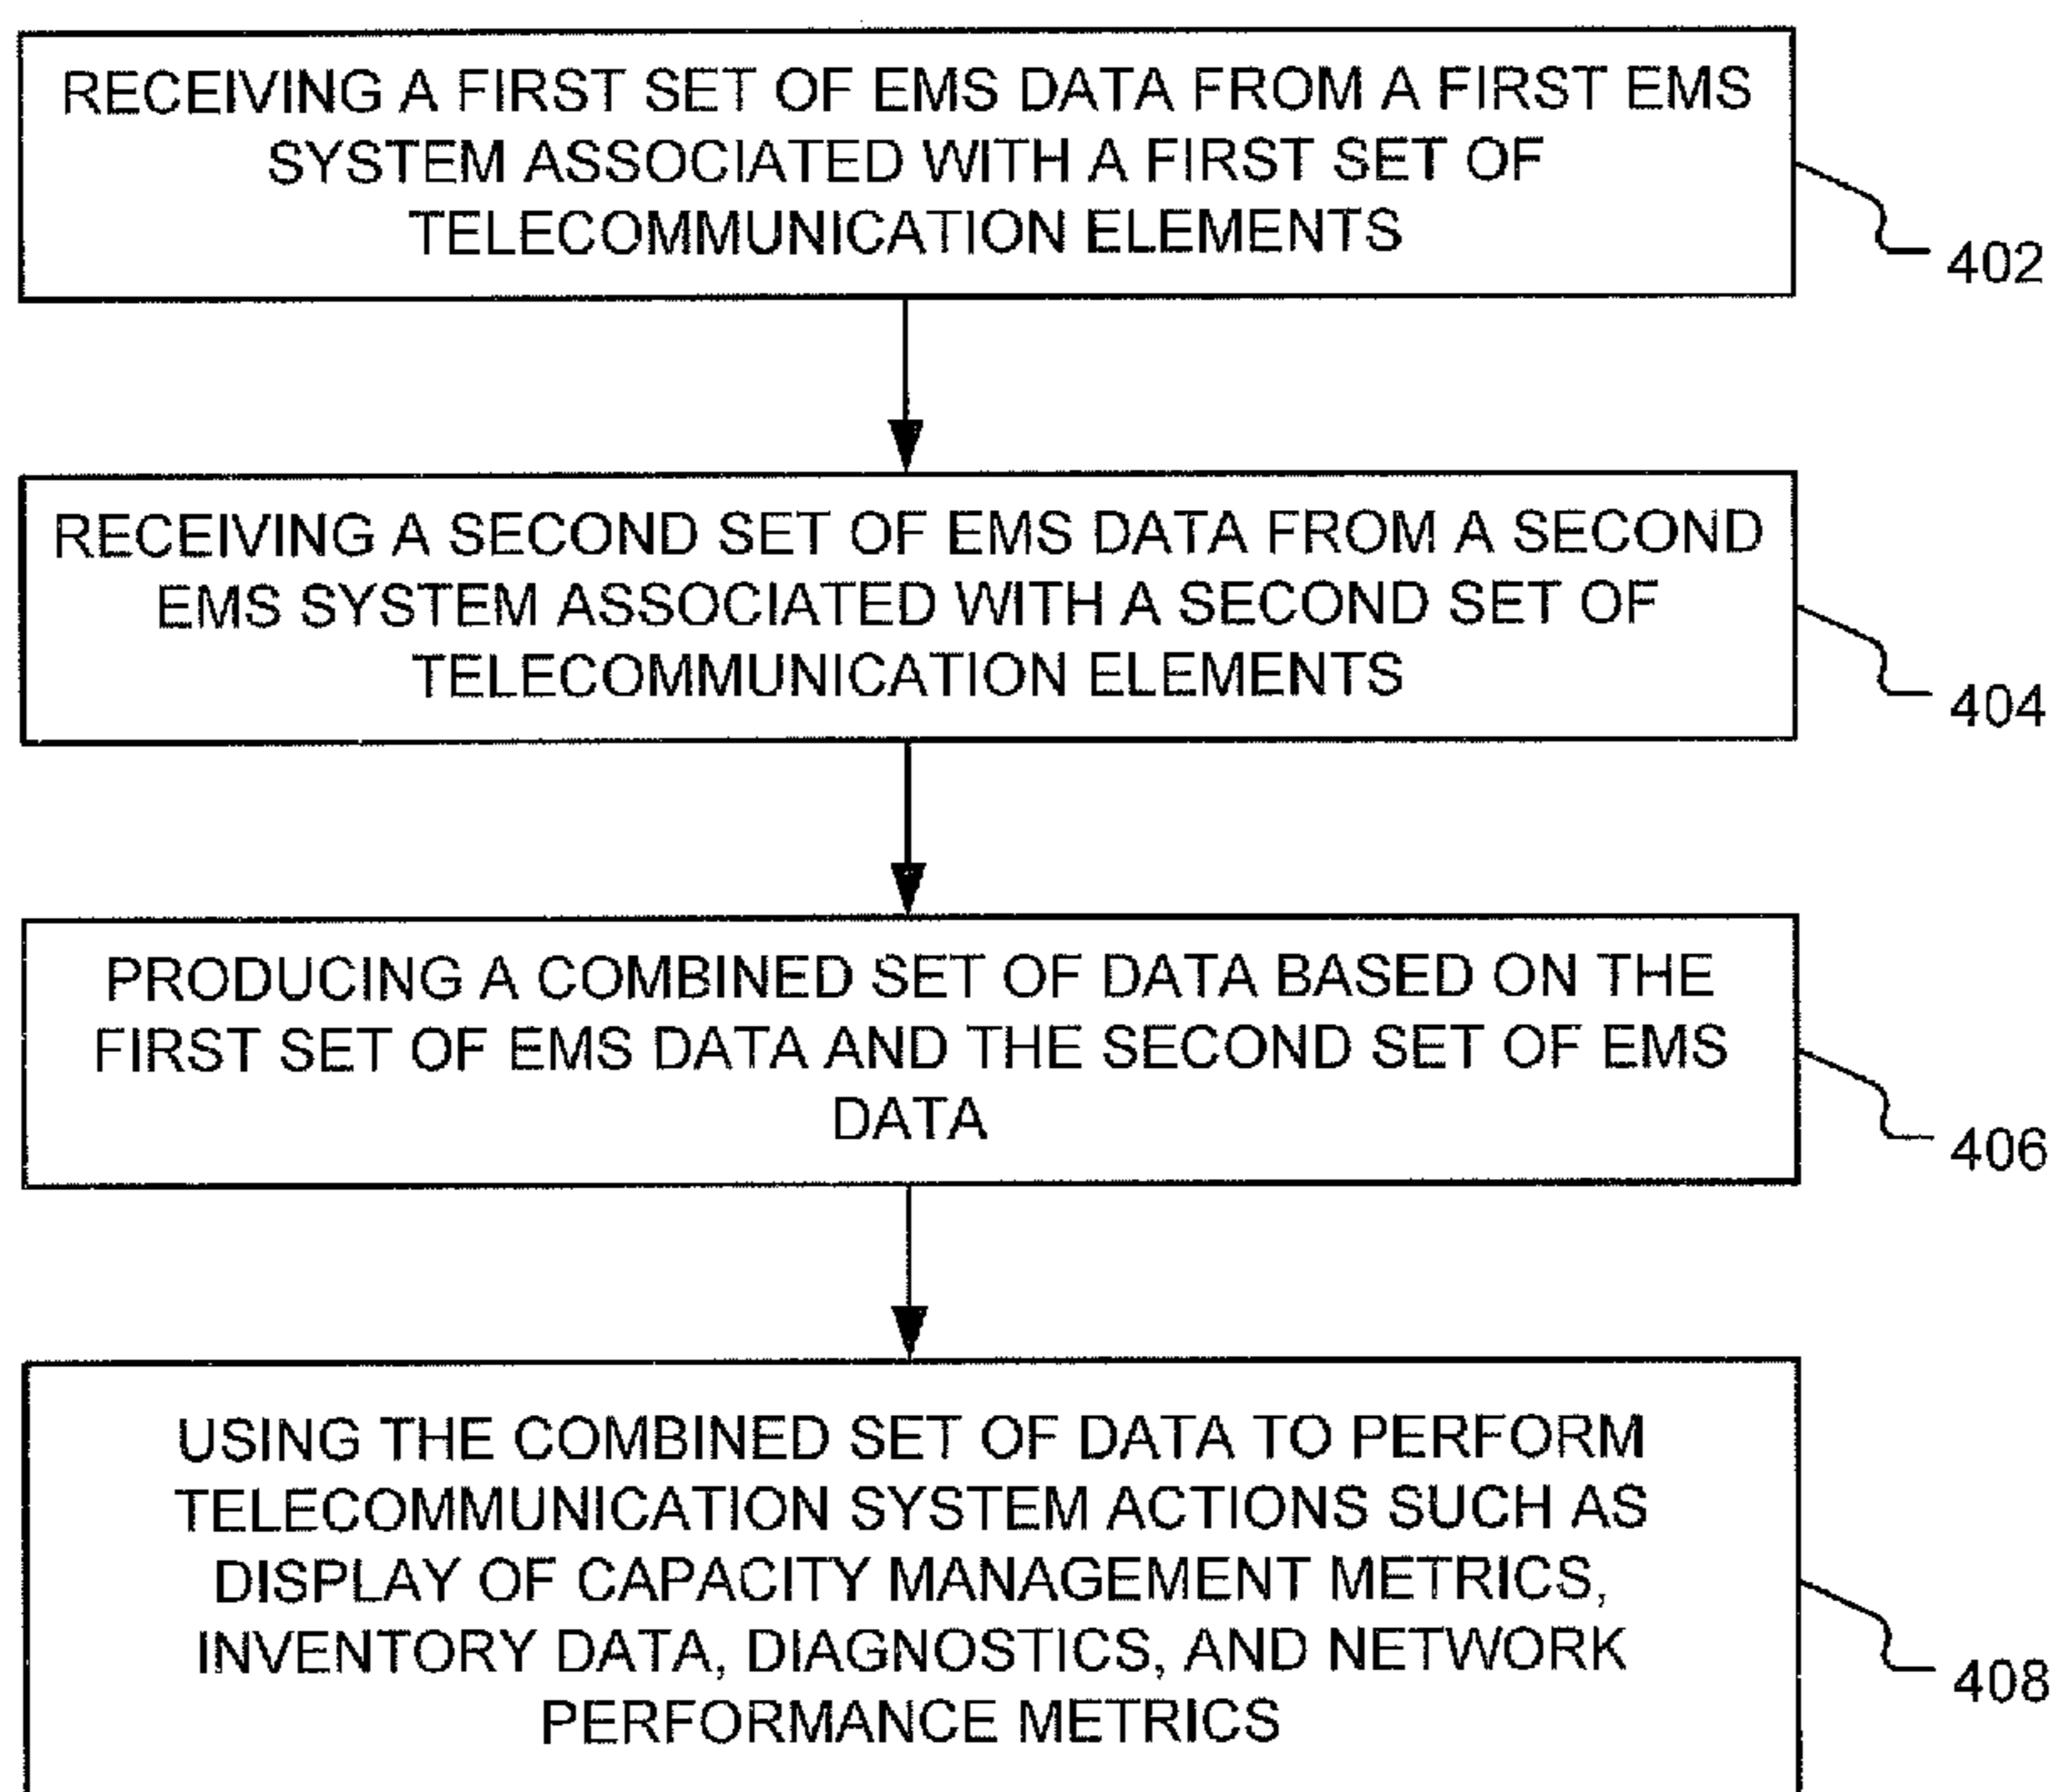 RECEIVING A FIRST SET OF EMS DATA FROM A FIRST EMS
SYSTEM ASSOCIATED WITH A FIRST SET OF
TELECOMMUNICATION ELEMENTS
402
RECEIVING A SECOND SET OF EMS DATA FROM A SECOND
EMS SYSTEM ASSOCIATED WITH A SECOND SET OF
TELECOMMUNICATION ELEMENTS
404
PRODUCING A COMBINED SET OF DATA BASED ON THE
FIRST SET OF EMS DATA AND THE SECOND SET OF EMS
DATA
406
USING THE COMBINED SET OF DATA TO PERFORM
TELECOMMUNICATION SYSTEM ACTIONS SUCH AS
DISPLAY OF CAPACITY MANAGEMENT METRICS,
INVENTORY DATA, DIAGNOSTICS, AND NETWORK
PERFORMANCE METRICS
408